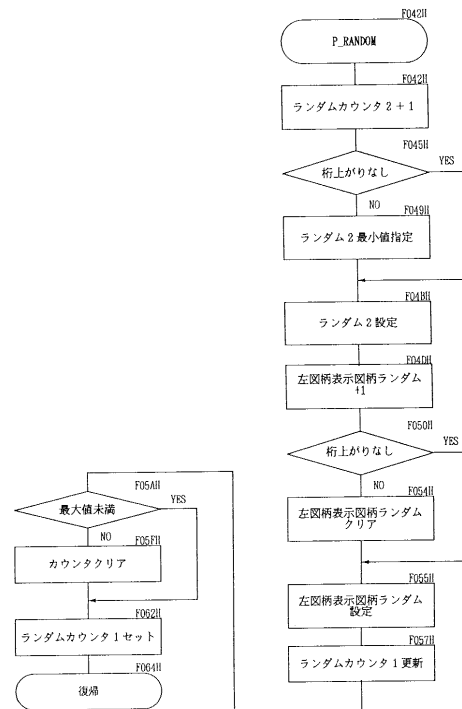 F042H
P_RANDOM
F042H
ランダムカウンタ2+1
F045H
桁上がりなし
YES
NO
F049H
ランダム2最小値指定
F04BH
ランダム2設定
F04DH
左図柄表示図柄ランダム
+1
F050H
桁上がりなし
YES
NO
F054H
左図柄表示図柄ランダム
クリア
F055H
左図柄表示図柄ランダム
設定
F057H
ランダムカウンタ1更新
F05AH
最大値未満
YES
NO
F05FH
カウンタクリア
F062H
ランダムカウンタ1セット
F064H
復帰